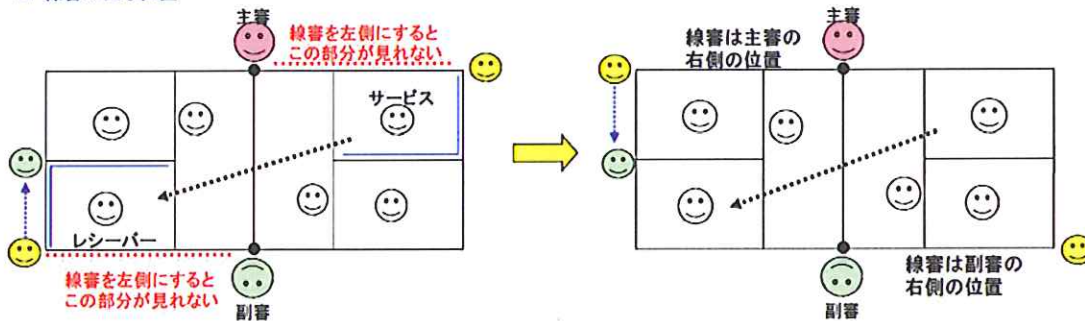 主審
線審を左側にすると
この部分が見れない
サービス
レシーバー
線審を左側にすると
この部分が見れない
副審
主審
線審は主審の
右側の位置
線審は副審の
右側の位置
副審